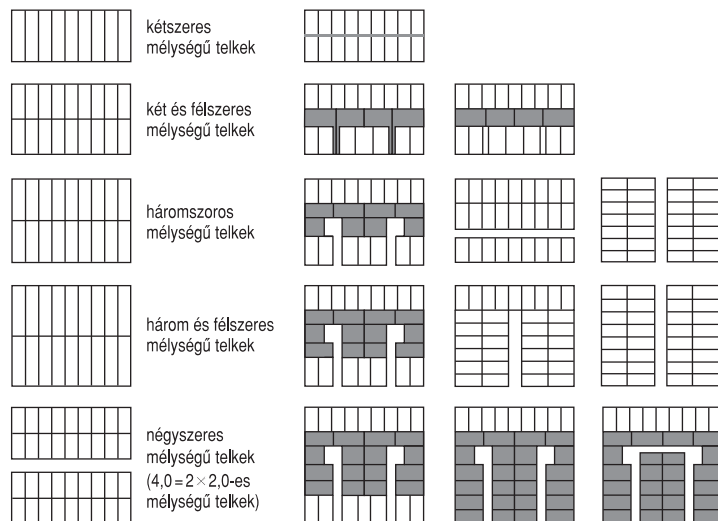 kétszeres
mélységű telkek
két és félszeres
mélységű telkek
háromszoros
mélységű telkek
három és félszeres
mélységű telkek
négyszeres
mélységű telkek
(4,0=2×2,0-es
mélységű telkek)